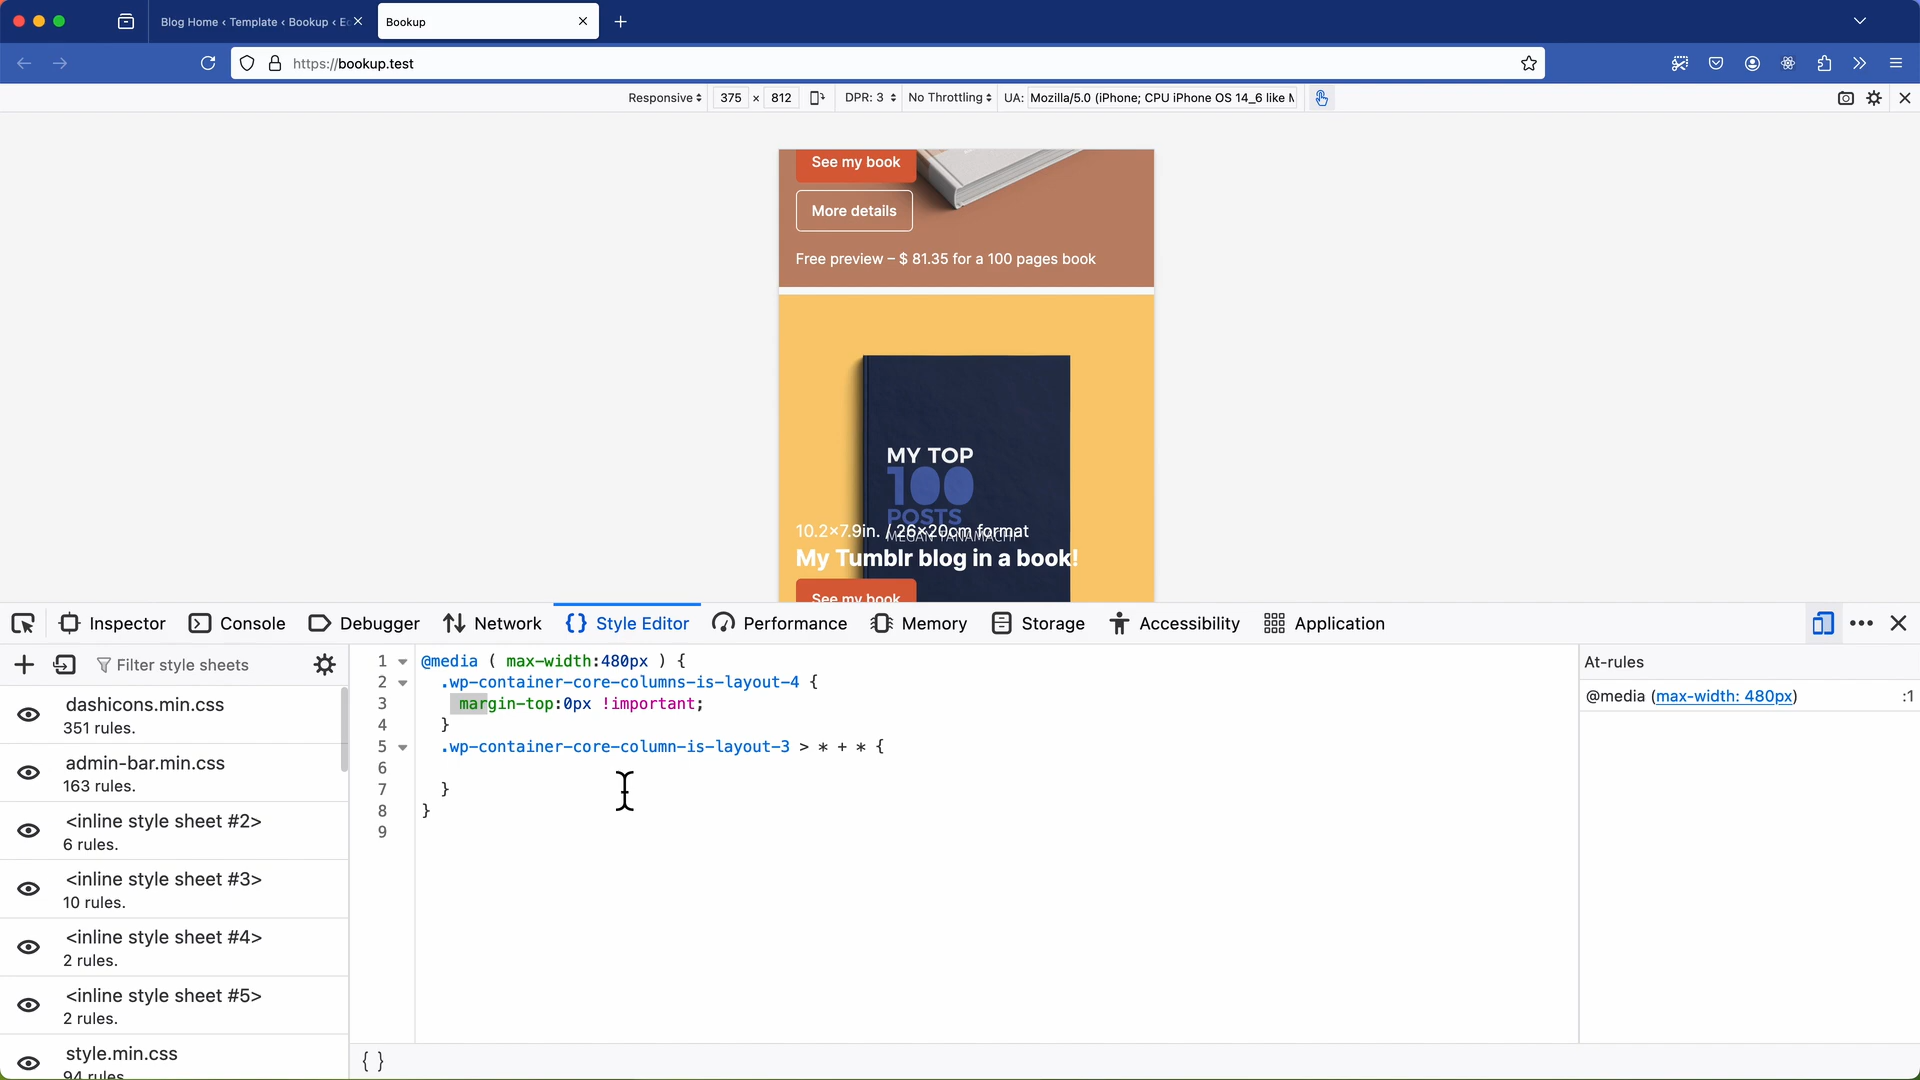 Blog Home ‹ Template ‹ Bookup ‹ E
Bookup
https://bookup.test
Responsive
375 × 812
DPR: 3
No Throttling
UA: Mozilla/5.0 (iPhone; CPU iPhone OS 14_6 like M
See my book
More details
Free preview – $ 81.35 for a 100 pages book
MY TOP
100
POSTS
MEGAN TANAMACHI
10.2×7.9in. / 26×20cm format
My Tumblr blog in a book!
See my book
Inspector
Console
Debugger
Network
{} Style Editor
Performance
Memory
Storage
Accessibility
Application
Filter style sheets
dashicons.min.css
351 rules.
admin-bar.min.css
163 rules.
<inline style sheet #2>
6 rules.
<inline style sheet #3>
10 rules.
<inline style sheet #4>
2 rules.
<inline style sheet #5>
2 rules.
style.min.css
94 rules
1 @media ( max-width:480px ) {
2 .wp-container-core-columns-is-layout-4 {
3 margin-top:0px !important;
4 }
5 .wp-container-core-column-is-layout-3 > * + * {
6
7 }
8 }
9
{ }
At-rules
@media (max-width: 480px) :1